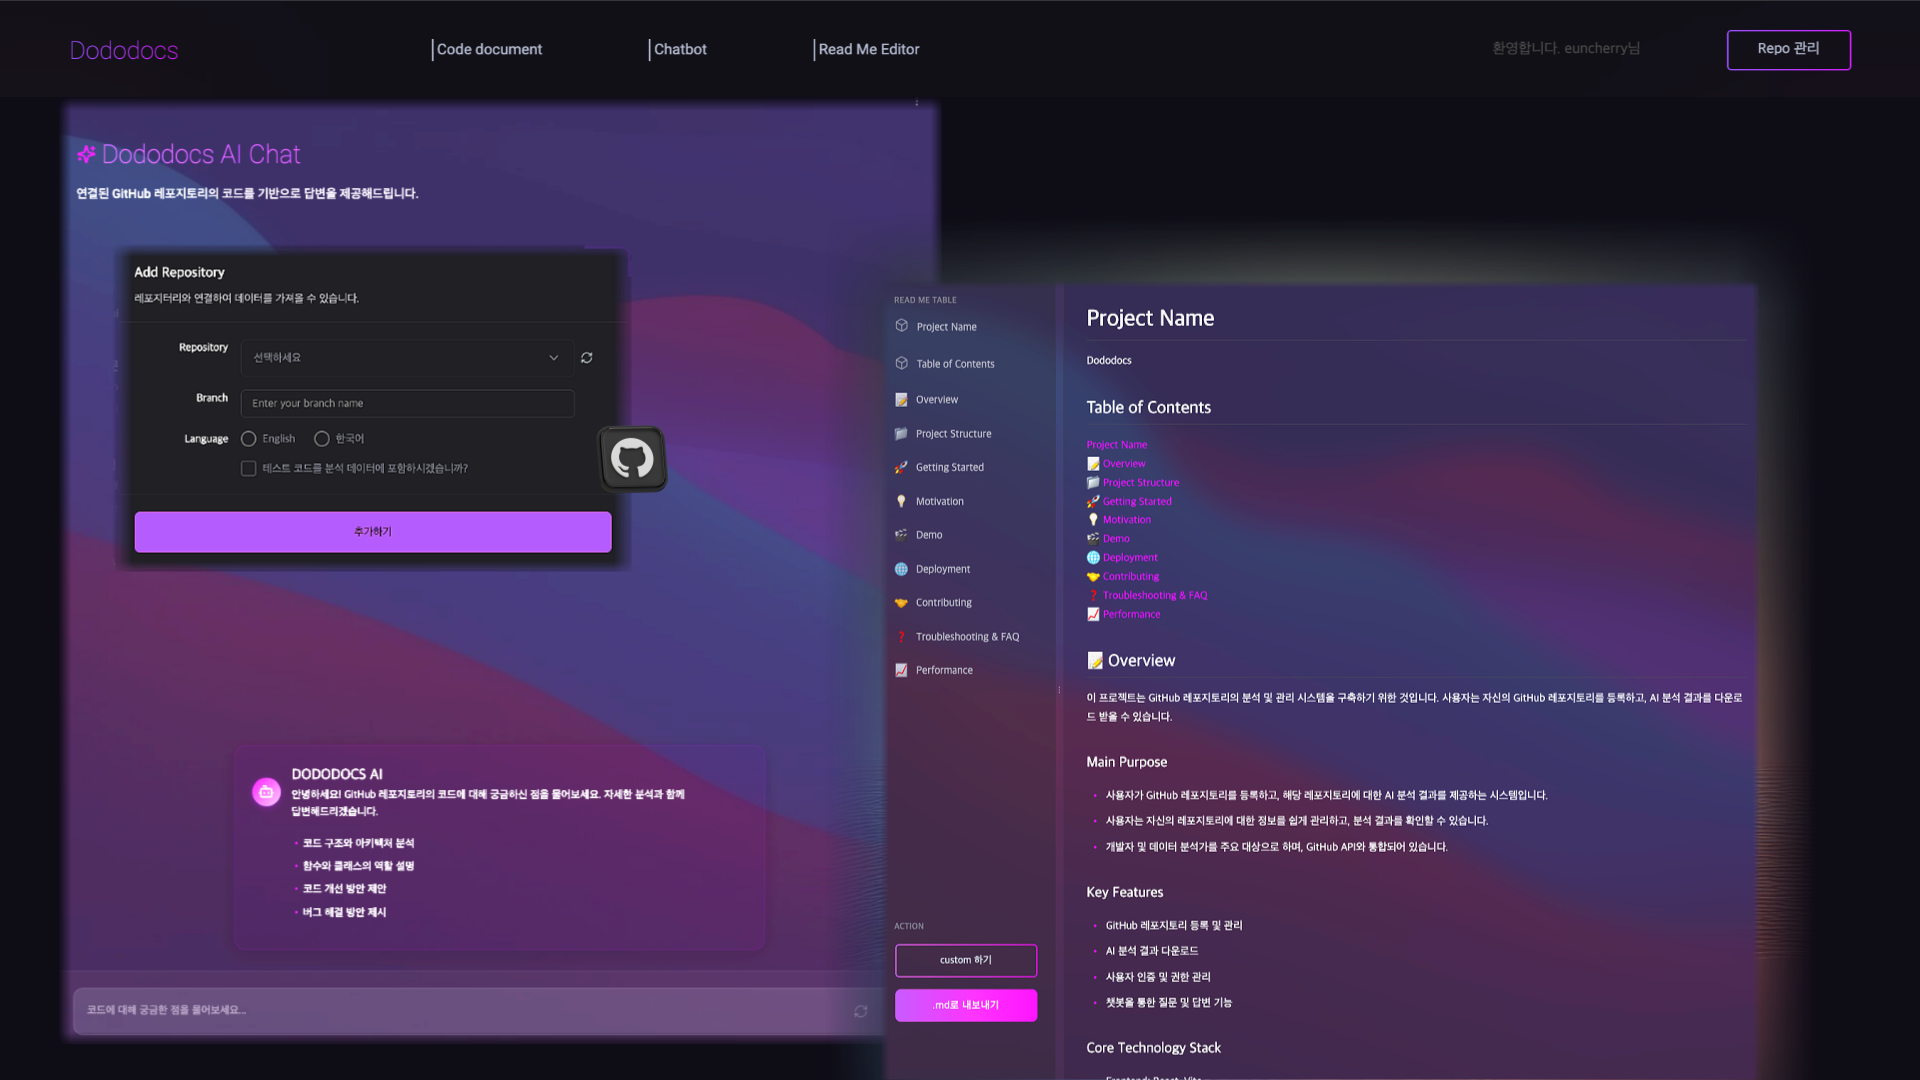 Dododocs
Code document
Chatbot
Read Me Editor
환영합니다. euncherry님
Repo 관리
Dododocs AI Chat
연결된 GitHub 레포지토리의 코드를 기반으로 답변을 제공해드립니다.
Add Repository
레포지터리와 연결하여 데이터를 가져올 수 있습니다.
Repository
선택하세요
Branch
Enter your branch name
Language
English
한국어
테스트 코드를 분석 데이터에 포함하시겠습니까?
추가하기
DODODOCS AI
안녕하세요! GitHub 레포지토리의 코드에 대해 궁금하신 점을 물어보세요. 자세한 분석과 함께
답변해드리겠습니다.
코드 구조와 아키텍처 분석
함수와 클래스의 역할 설명
코드 개선 방안 제안
버그 해결 방안 제시
코드에 대해 궁금한 점을 물어보세요...
READ ME TABLE
Project Name
Table of Contents
Overview
Project Structure
Getting Started
Motivation
Demo
Deployment
Contributing
Troubleshooting & FAQ
Performance
ACTION
custom 하기
.md로 내보내기
Project Name
Dododocs
Table of Contents
Project Name
Overview
Project Structure
Getting Started
Motivation
Demo
Deployment
Contributing
Troubleshooting & FAQ
Performance
Overview
이 프로젝트는 GitHub 레포지토리의 분석 및 관리 시스템을 구축하기 위한 것입니다. 사용자는 자신의 GitHub 레포지토리를 등록하고, AI 분석 결과를 다운로
드 받을 수 있습니다.
Main Purpose
사용자가 GitHub 레포지토리를 등록하고, 해당 레포지토리에 대한 AI 분석 결과를 제공하는 시스템입니다.
사용자는 자신의 레포지토리에 대한 정보를 쉽게 관리하고, 분석 결과를 확인할 수 있습니다.
개발자 및 데이터 분석가를 주요 대상으로 하며, GitHub API와 통합되어 있습니다.
Key Features
GitHub 레포지토리 등록 및 관리
AI 분석 결과 다운로드
사용자 인증 및 권한 관리
챗봇을 통한 질문 및 답변 기능
Core Technology Stack
Frontend: React, Vite